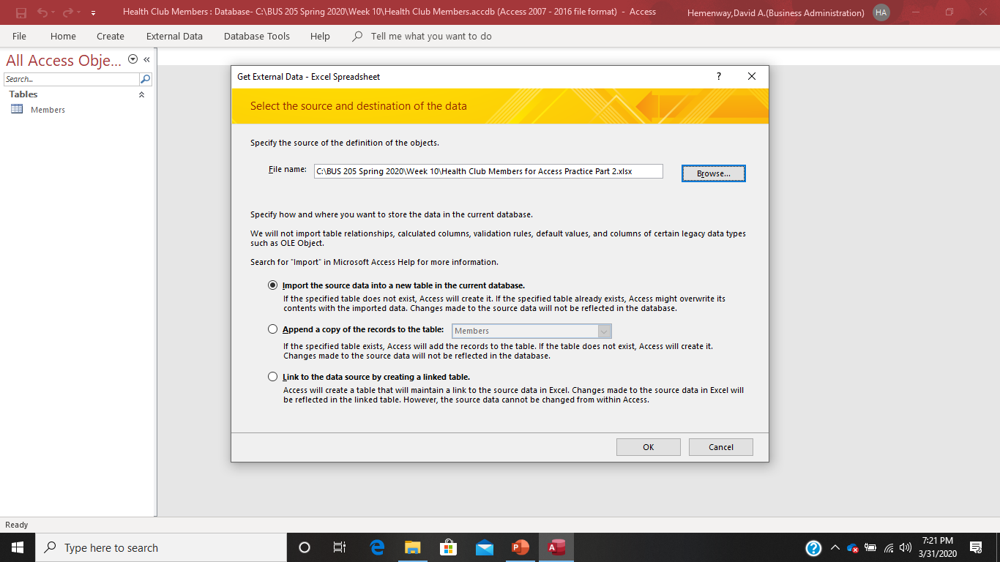 Health Club Members : Database- C:\BUS 205 Spring 2020\Week 10\Health Club Members.accdb (Access 2007 - 2016 file format) - Access
Hemenway,David A.(Business Administration)
HA
File Home Create External Data Database Tools Help Tell me what you want to do
All Access Obje...
Search...
Tables
Members
Get External Data - Excel Spreadsheet
?
Select the source and destination of the data
Specify the source of the definition of the objects.
File name: C:\BUS 205 Spring 2020\Week 10\Health Club Members for Access Practice Part 2.xlsx Browse...
Specify how and where you want to store the data in the current database.
We will not import table relationships, calculated columns, validation rules, default values, and columns of certain legacy data types
such as OLE Object.
Search for "Import" in Microsoft Access Help for more information.
Import the source data into a new table in the current database.
If the specified table does not exist, Access will create it. If the specified table already exists, Access might overwrite its
contents with the imported data. Changes made to the source data will not be reflected in the database.
Append a copy of the records to the table: Members
If the specified table exists, Access will add the records to the table. If the table does not exist, Access will create it.
Changes made to the source data will not be reflected in the database.
Link to the data source by creating a linked table.
Access will create a table that will maintain a link to the source data in Excel. Changes made to the source data in Excel will
be reflected in the linked table. However, the source data cannot be changed from within Access.
OK Cancel
Ready
Type here to search
7:21 PM
3/31/2020